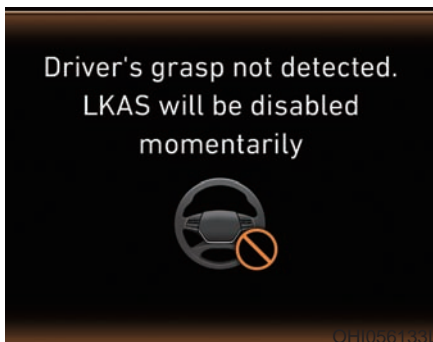 Driver's grasp not detected.
LKAS will be disabled
momentarily